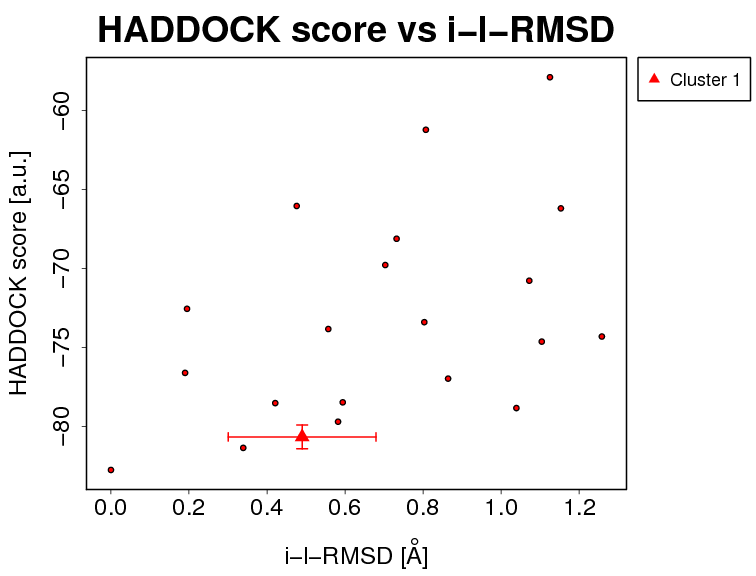 HADDOCK score vs i−l−RMSD
Cluster 1
HADDOCK score [a.u.]
−60
−65
−70
−75
−80
0.0 0.2 0.4 0.6 0.8 1.0 1.2
i−l−RMSD [Å]